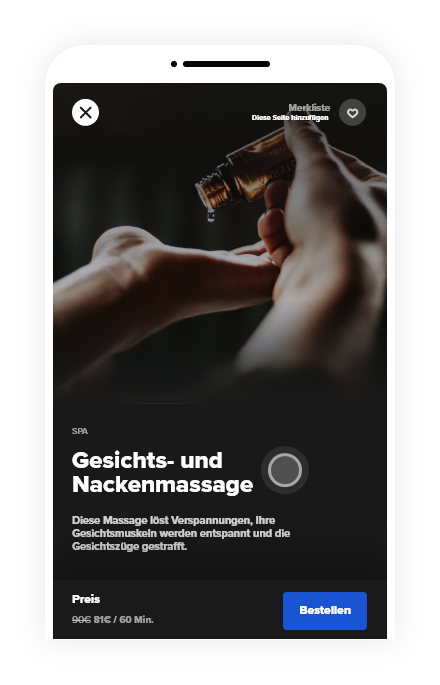 Merkliste
Diese Seite hinzufügen
SPA
Gesichts- und
Nackenmassage
Diese Massage löst Verspannungen, Ihre
Gesichtsmuskeln werden entspannt und die
Gesichtszüge gestrafft.
Preis
90€ 81€ / 60 Min.
Bestellen